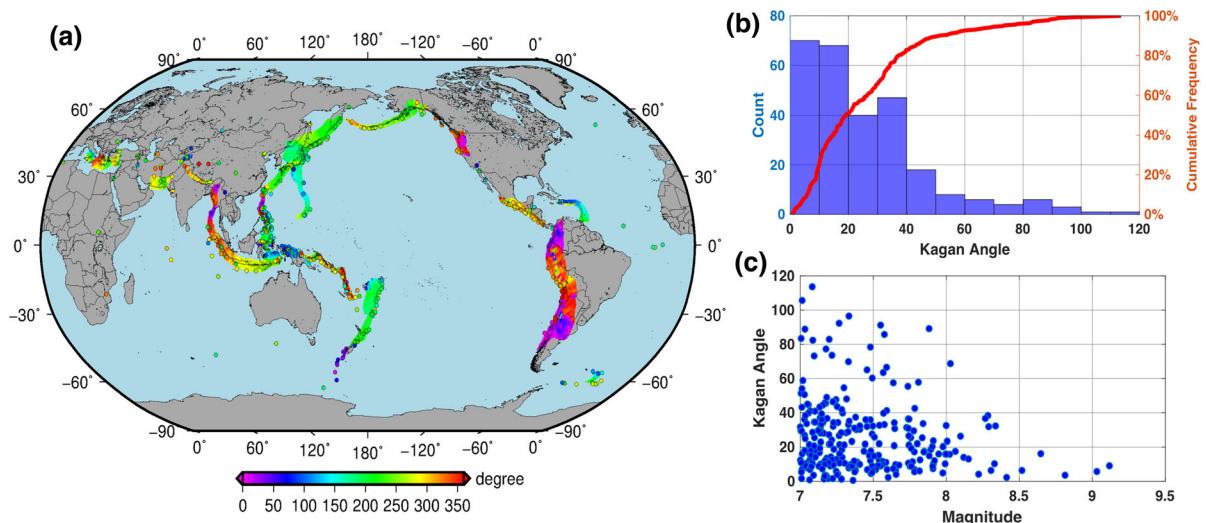 (a)
0° 60° 120° 180° −120° −60° 0°
90° 90°
60° 60°
30° 30°
0° 0°
−30° −30°
−60° −60°
−90 −90
0° 60° 120° 180° −120° −60° 0°
degree
0 50 100 150 200 250 300 350
(b)
80 100%
60 80%
60%
40
40%
20
20%
0 0%
0 20 40 60 80 100 120
Count
Cumulative Frequency
Kagan Angle
(c)
120
100
80
60
40
20
0
7 7.5 8 8.5 9 9.5
Kagan Angle
Magnitude